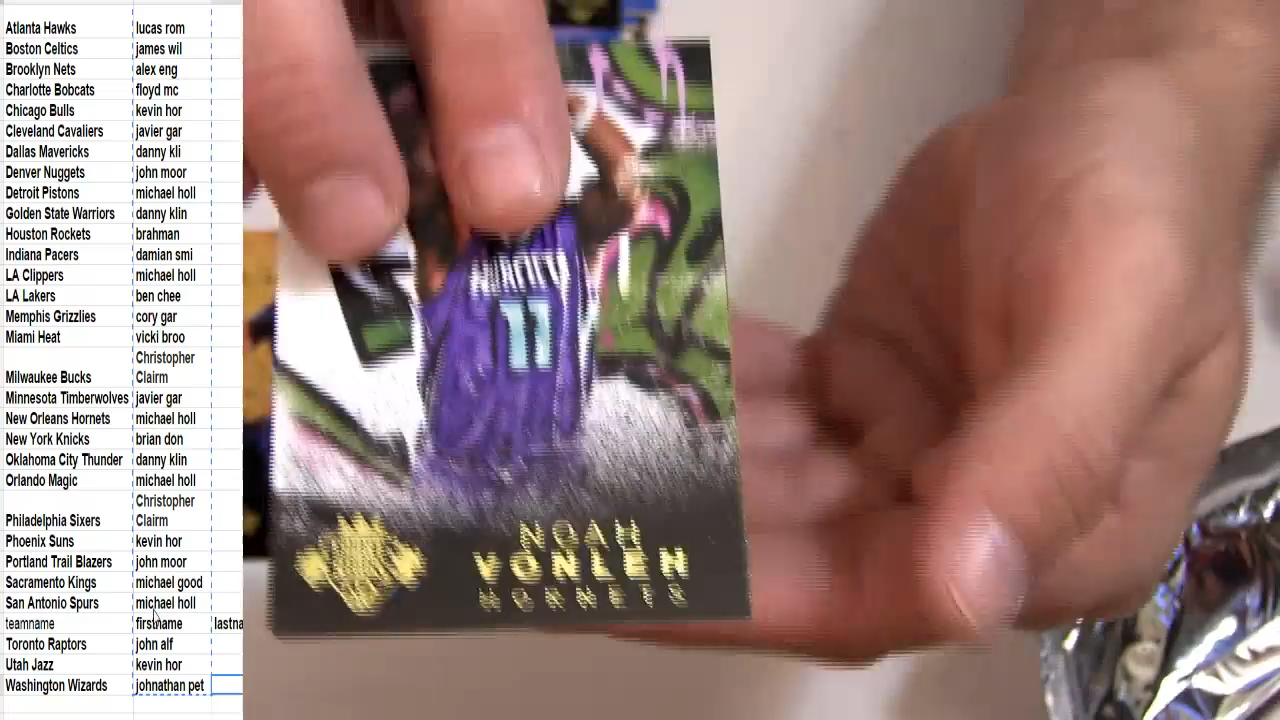 Atlanta Hawks lucas rom
Boston Celtics james wil
Brooklyn Nets alex eng
Charlotte Bobcats floyd mc
Chicago Bulls kevin hor
Cleveland Cavaliers javier gar
Dallas Mavericks danny kli
Denver Nuggets john moor
Detroit Pistons michael holl
Golden State Warriors danny klin
Houston Rockets brahman
Indiana Pacers damian smi
LA Clippers michael holl
LA Lakers ben chee
Memphis Grizzlies cory gar
Miami Heat vicki broo
Christopher
Milwaukee Bucks Clairm
Minnesota Timberwolves javier gar
New Orleans Hornets michael holl
New York Knicks brian don
Oklahoma City Thunder danny klin
Orlando Magic michael holl
Christopher
Philadelphia Sixers Clairm
Phoenix Suns kevin hor
Portland Trail Blazers john moor
Sacramento Kings michael good
San Antonio Spurs michael holl
teamname firstname lastna
Toronto Raptors john alf
Utah Jazz kevin hor
Washington Wizards johnathan pet
11
NOAH
VONLEH
HORNETS